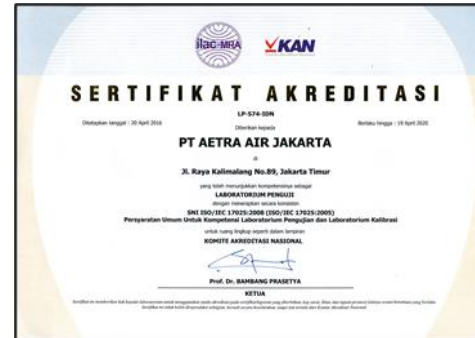 ilac-MRA
KAN
SERTIFIKAT AKREDITASI
LP-574-IDN
Ditetapkan tanggal : 20 April 2016
Diberikan kepada
Berlaku hingga : 19 April 2020
PT AETRA AIR JAKARTA
di
Jl. Raya Kalimalang No.89, Jakarta Timur
yang telah menunjukkan kompetensinya sebagai
LABORATORIUM PENGUJI
dengan menerapkan secara konsisten
SNI ISO/IEC 17025:2008 (ISO/IEC 17025:2005)
Persyaratan Umum Untuk Kompetensi Laboratorium Pengujian dan Laboratorium Kalibrasi
untuk ruang lingkup seperti dalam lampiran
KOMITE AKREDITASI NASIONAL
Prof. Dr. BAMBANG PRASETYA
KETUA